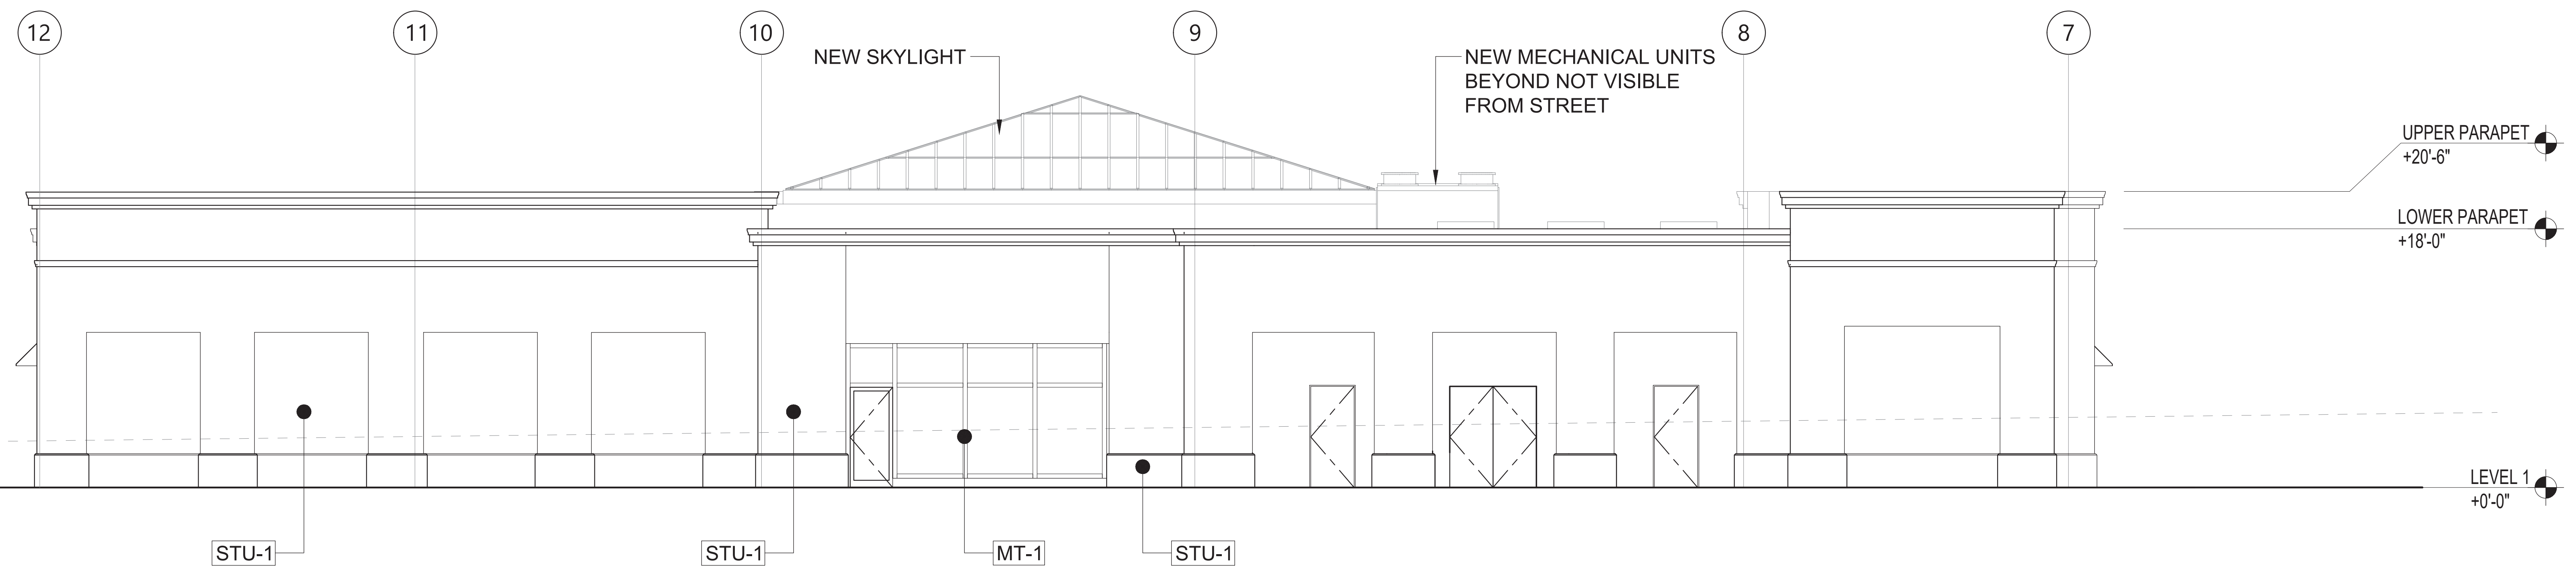 12
11
10
9
8
7
NEW SKYLIGHT
NEW MECHANICAL UNITS
BEYOND NOT VISIBLE
FROM STREET
UPPER PARAPET
+20'-6"
LOWER PARAPET
+18'-0"
LEVEL 1
+0'-0"
STU-1
STU-1
MT-1
STU-1